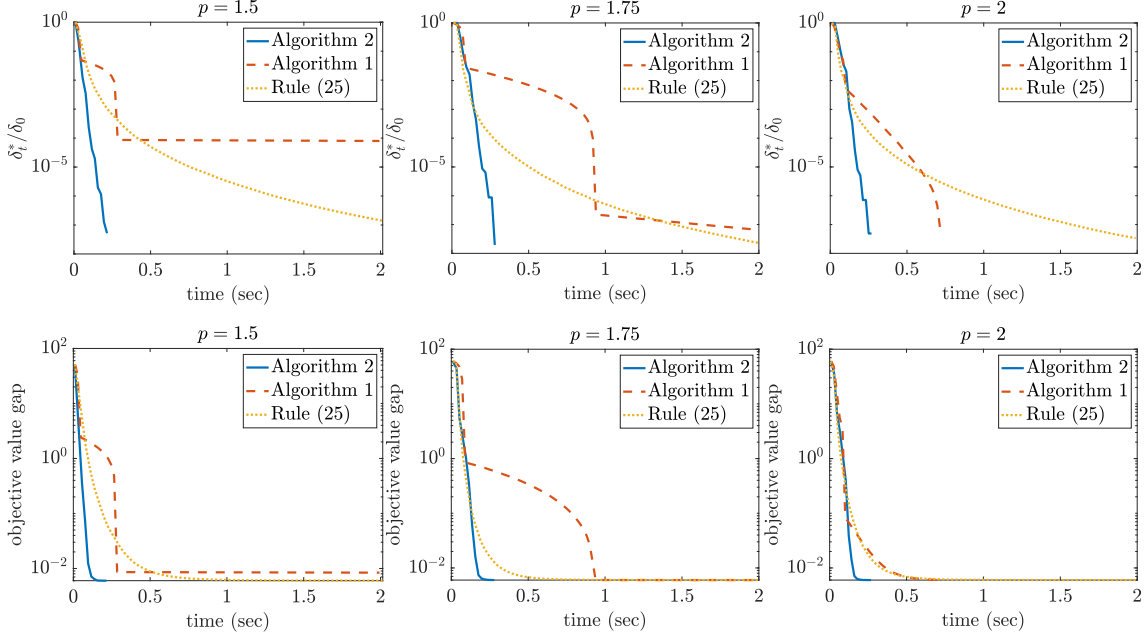 p = 1.5
10^0
10^{-5}
δ_t^*/δ_0
Algorithm 2
Algorithm 1
Rule (25)
0 0.5 1 1.5 2
time (sec)
p = 1.75
10^0
10^{-5}
δ_t^*/δ_0
Algorithm 2
Algorithm 1
Rule (25)
0 0.5 1 1.5 2
time (sec)
p = 2
10^0
10^{-5}
δ_t^*/δ_0
Algorithm 2
Algorithm 1
Rule (25)
0 0.5 1 1.5 2
time (sec)
p = 1.5
10^2
10^0
10^{-2}
objective value gap
Algorithm 2
Algorithm 1
Rule (25)
0 0.5 1 1.5 2
time (sec)
p = 1.75
10^2
10^0
10^{-2}
objective value gap
Algorithm 2
Algorithm 1
Rule (25)
0 0.5 1 1.5 2
time (sec)
p = 2
10^2
10^0
10^{-2}
objective value gap
Algorithm 2
Algorithm 1
Rule (25)
0 0.5 1 1.5 2
time (sec)